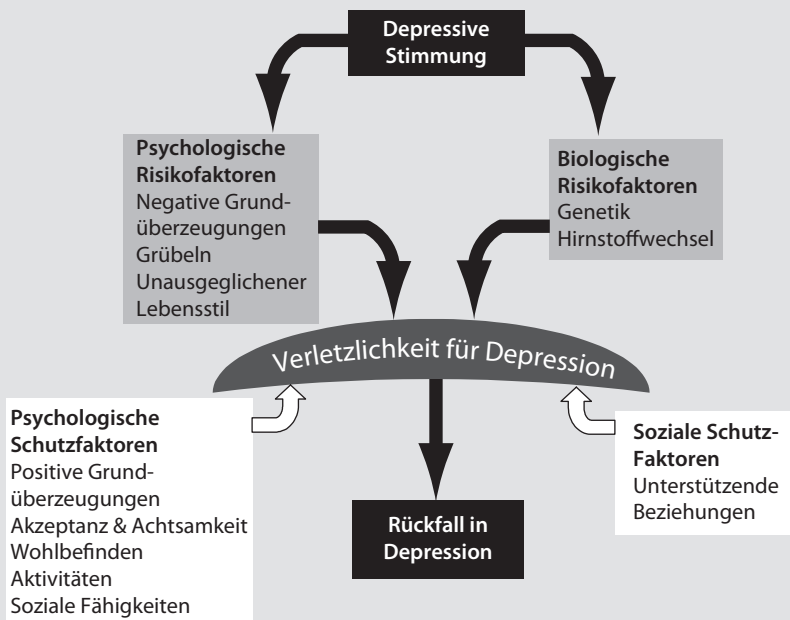 Depressive
Stimmung
Psychologische
Risikofaktoren
Negative Grund-
überzeugungen
Grübeln
Unausgeglichener
Lebensstil
Biologische
Risikofaktoren
Genetik
Hirnstoffwechsel
Verletzlichkeit für Depression
Psychologische
Schutzfaktoren
Positive Grund-
überzeugungen
Akzeptanz & Achtsamkeit
Wohlbefinden
Aktivitäten
Soziale Fähigkeiten
Soziale Schutz-
Faktoren
Unterstützende
Beziehungen
Rückfall in
Depression